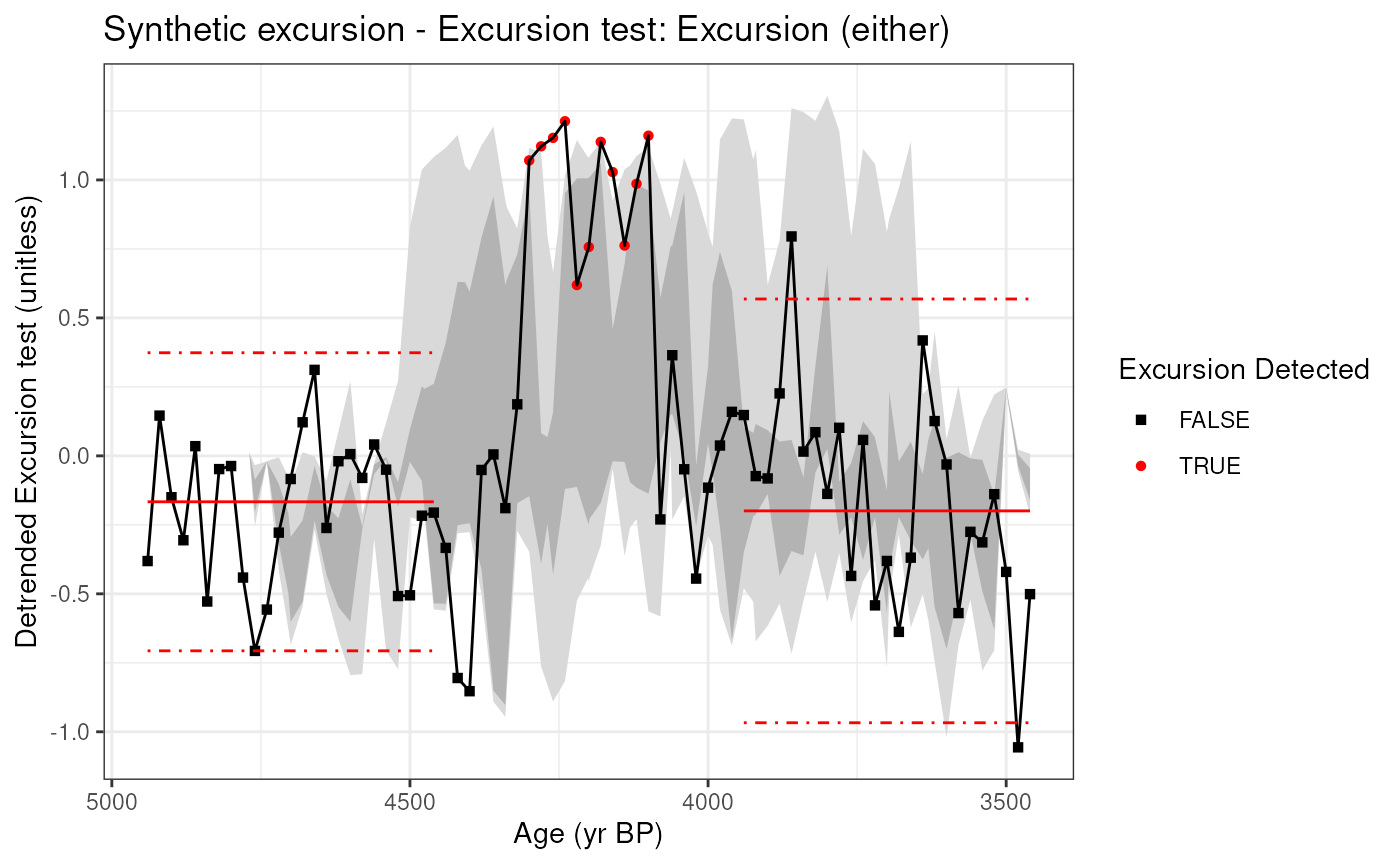 Synthetic excursion - Excursion test: Excursion (either)
Detrended Excursion test (unitless)
1.0
0.5
0.0
-0.5
-1.0
5000
4500
4000
3500
Age (yr BP)
Excursion Detected
FALSE
TRUE